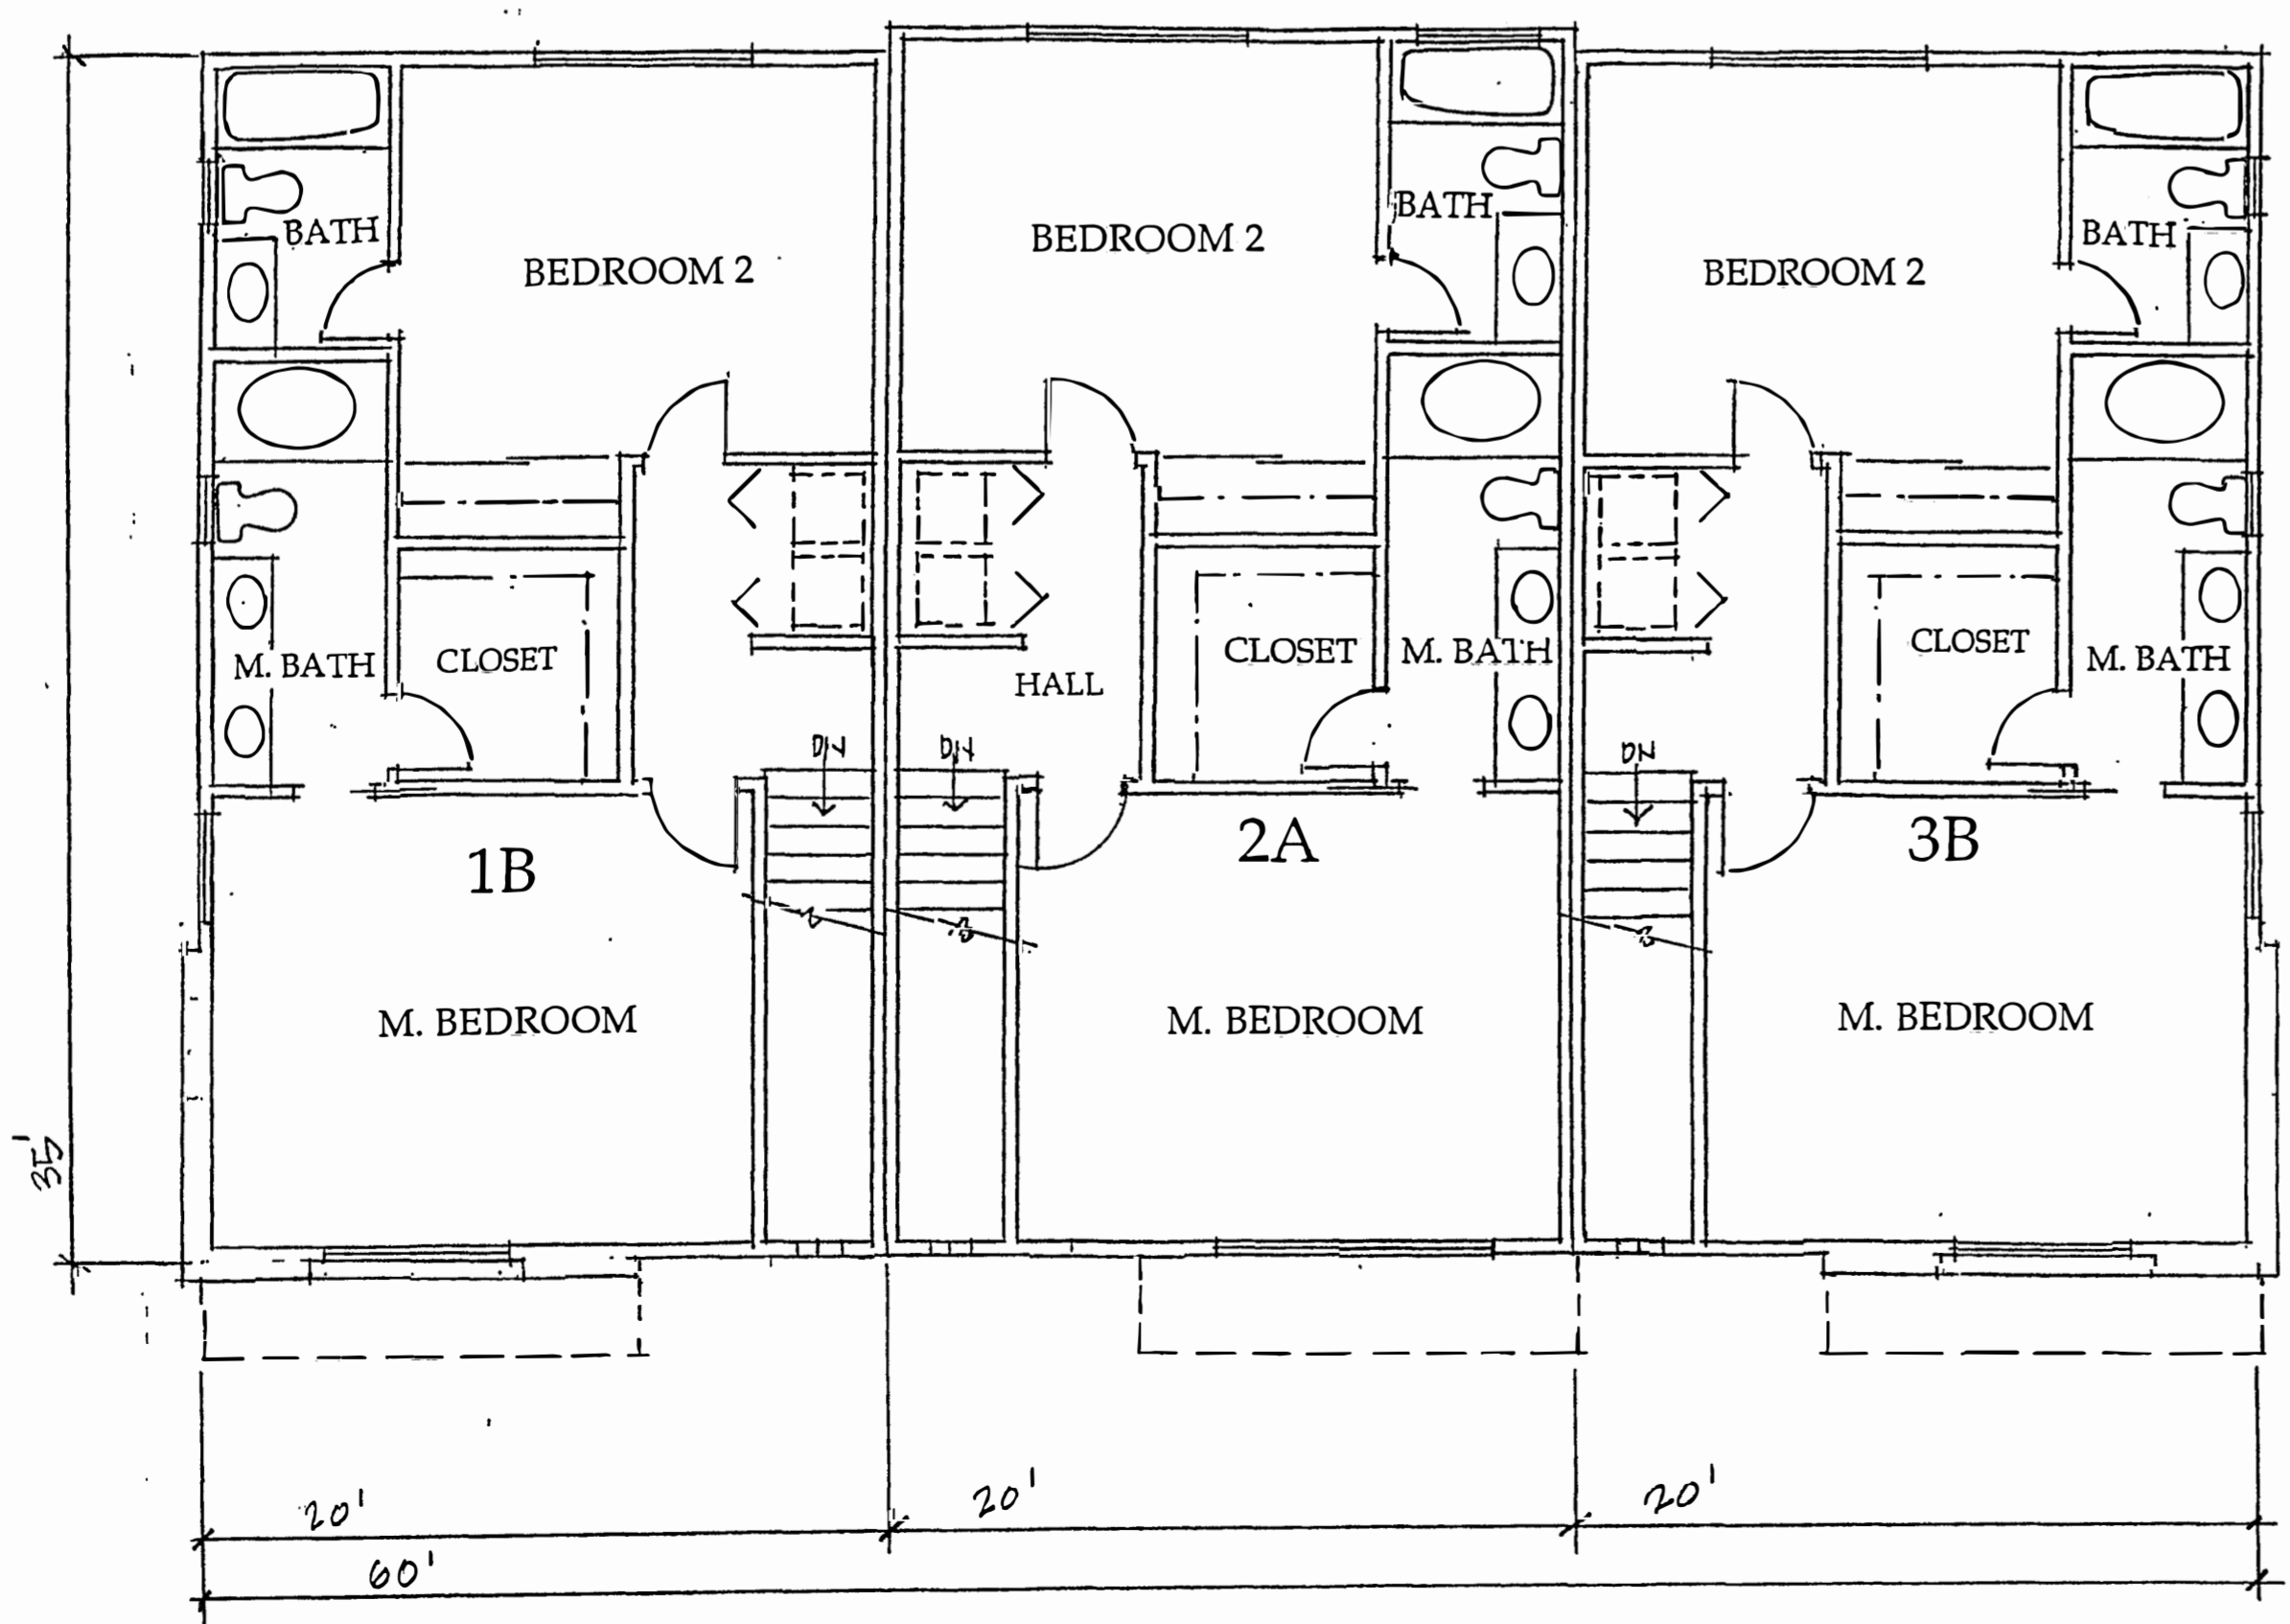 BEDROOM 2
BATH
BEDROOM 2
BATH
BEDROOM 2
BATH
M. BATH
CLOSET
HALL
CLOSET
M. BATH
CLOSET
M. BATH
DN
DN
DN
1B
2A
3B
M. BEDROOM
M. BEDROOM
M. BEDROOM
35'
20'
20'
20'
60'